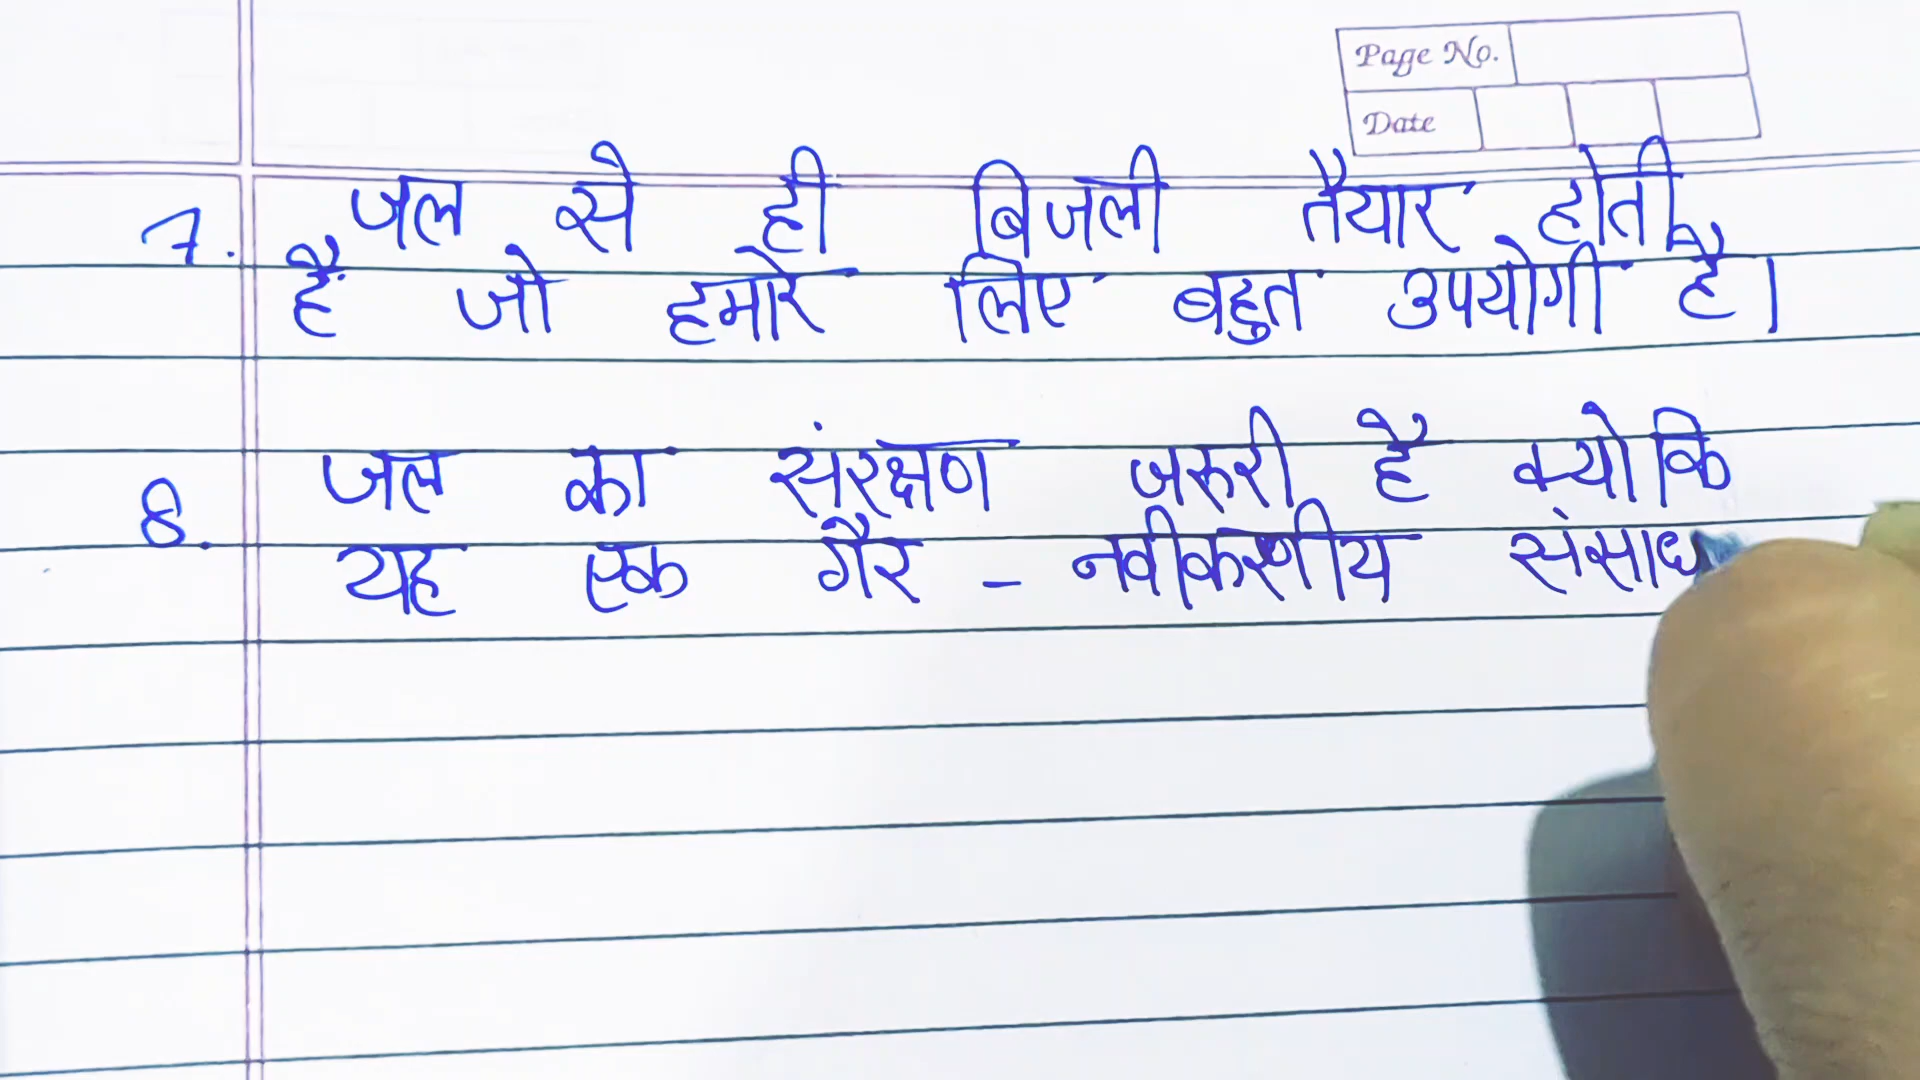 Page No.
Date
7. जल से ही बिजली तैयार होती
है जो हमारे लिए बहुत उपयोगी है।
8. जल का संरक्षण जरुरी है क्योकि
यह एक गैर - नवीकरणीय संसाध